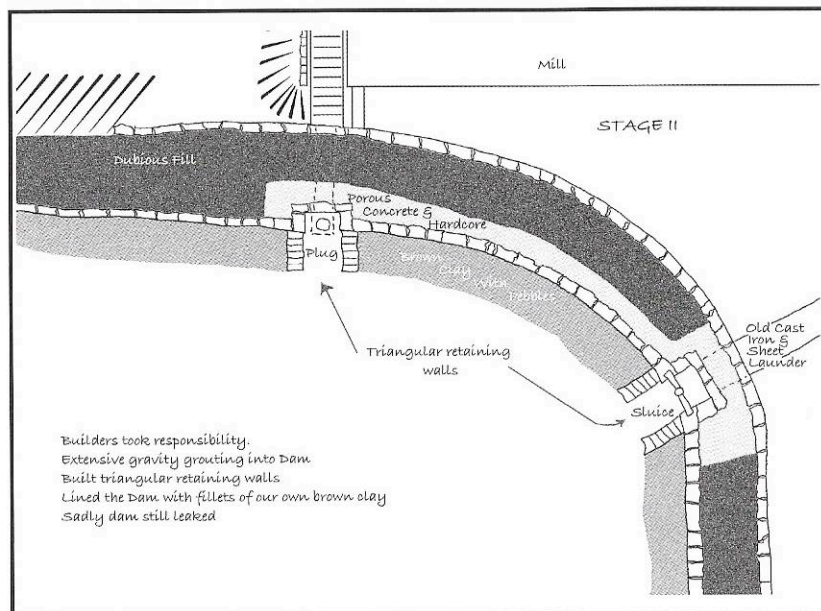 Mill
STAGE II
Dubious Fill
Porous
Concrete &
Hardcore
Plug
Brown
Clay
With
Pebbles
Triangular retaining
walls
Old Cast
Iron &
Sheet
Launder
Sluice
Builders took responsibility.
Extensive gravity grouting into Dam
Built triangular retaining walls
Lined the Dam with fillets of our own brown clay
Sadly dam still leaked